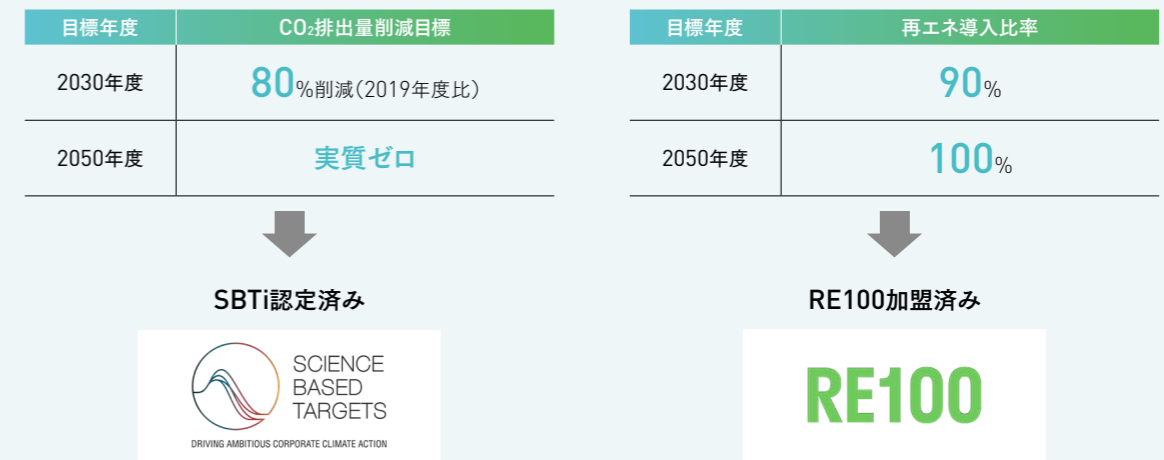 目標年度 CO₂排出量削減目標
2030年度 80%削減（2019年度比）
2050年度 実質ゼロ
SBTi認定済み
SCIENCE
BASED
TARGETS
DRIVING AMBITIOUS CORPORATE CLIMATE ACTION
目標年度 再エネ導入比率
2030年度 90%
2050年度 100%
RE100加盟済み
RE100